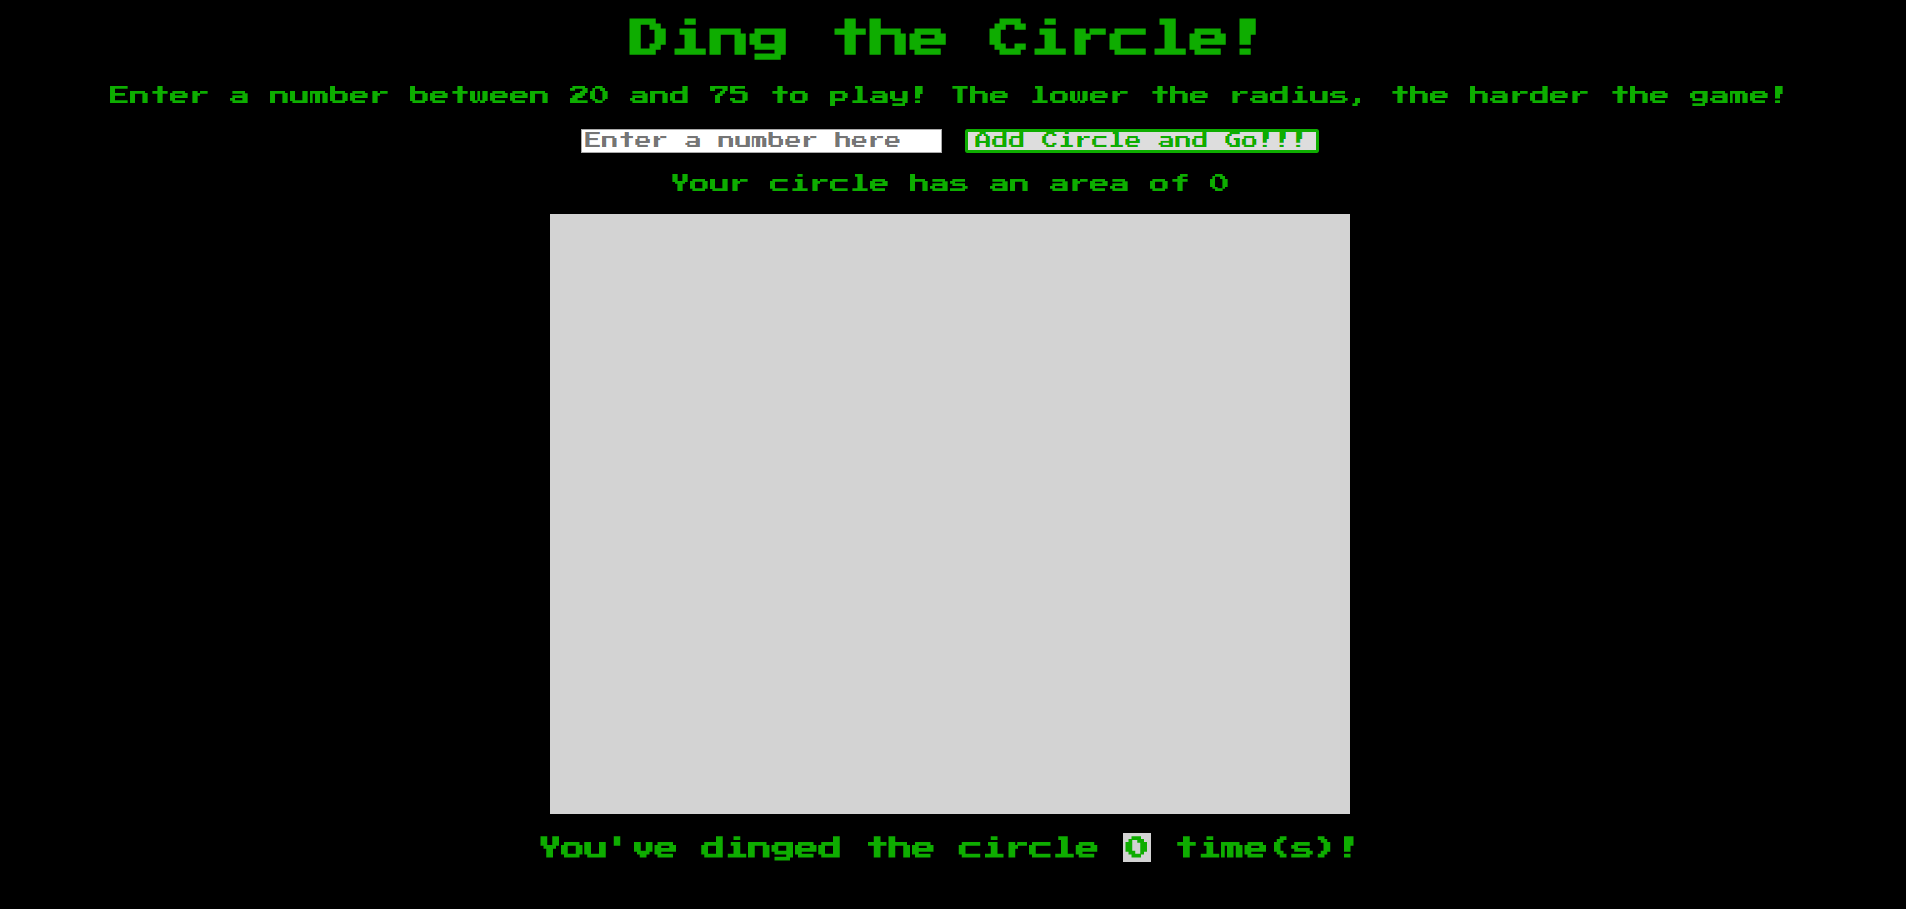 Ding the Circle!
Enter a number between 20 and 75 to play! The lower the radius, the harder the game!
Enter a number here Add Circle and Go!!!
Your circle has an area of 0
You've dinged the circle 0 time(s)!